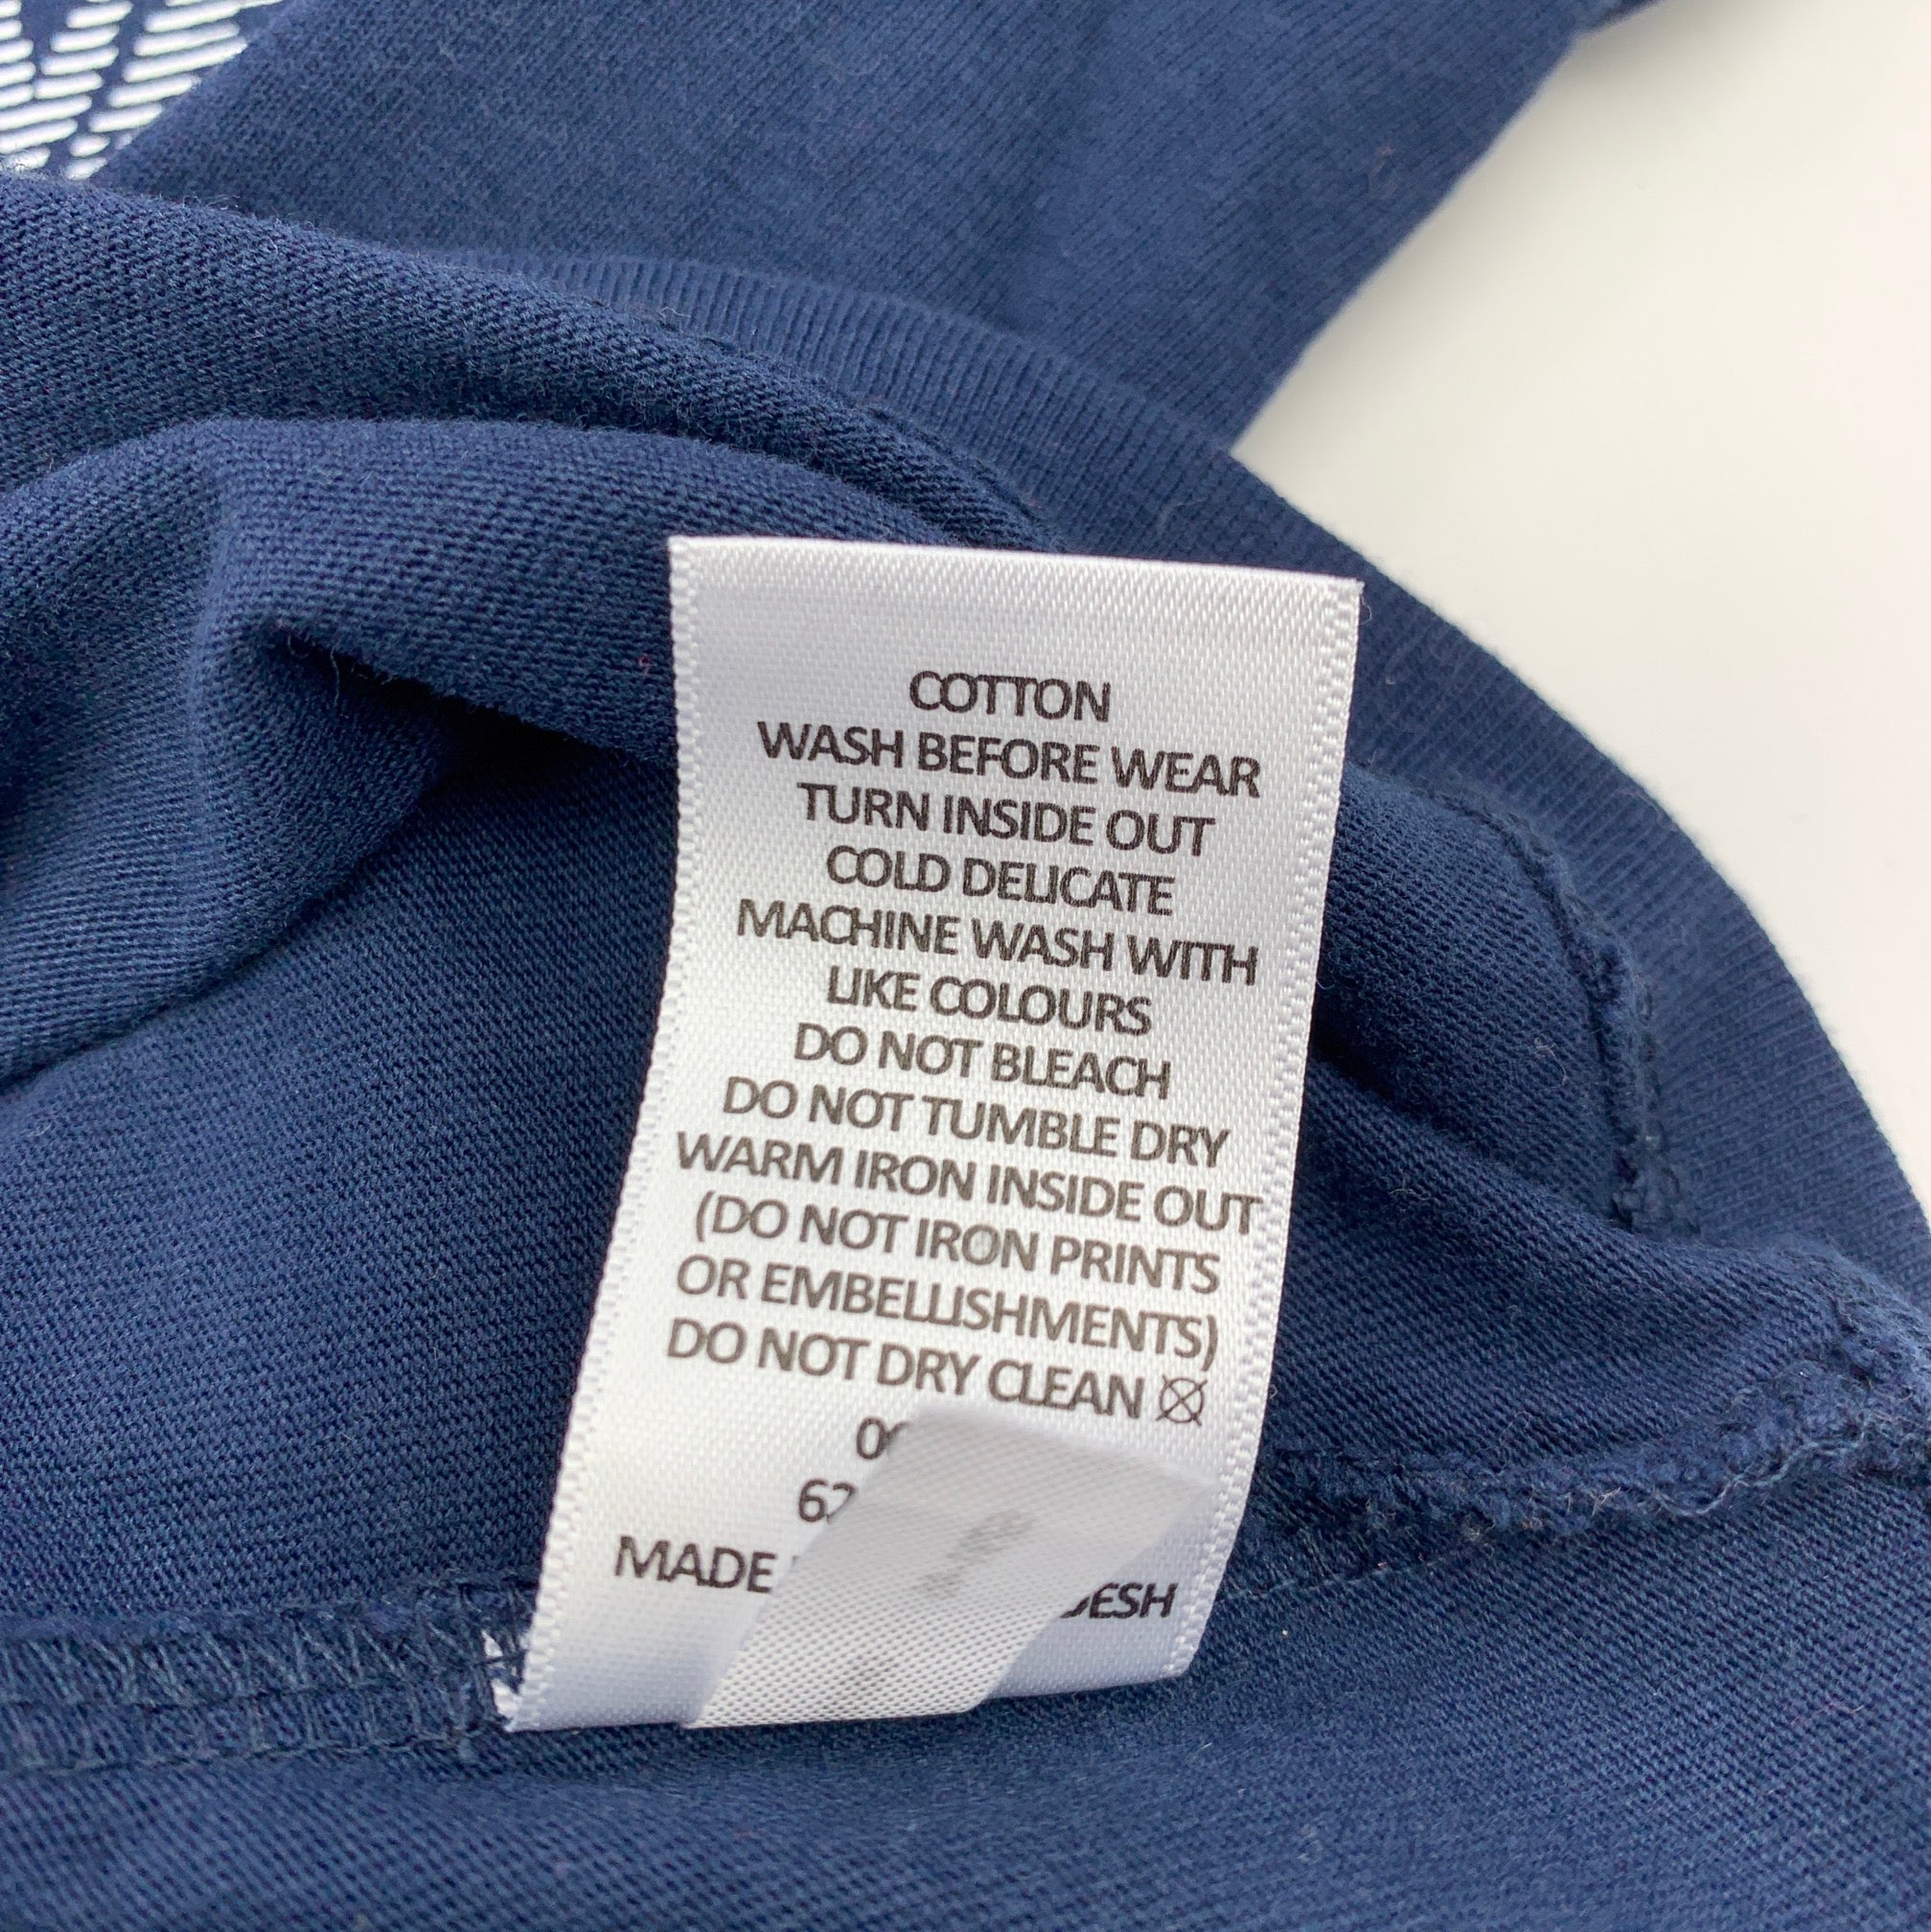 COTTON
WASH BEFORE WEAR
TURN INSIDE OUT
COLD DELICATE
MACHINE WASH WITH
LIKE COLOURS
DO NOT BLEACH
DO NOT TUMBLE DRY
WARM IRON INSIDE OUT
(DO NOT IRON PRINTS
OR EMBELLISHMENTS)
DO NOT DRY CLEAN
MADE